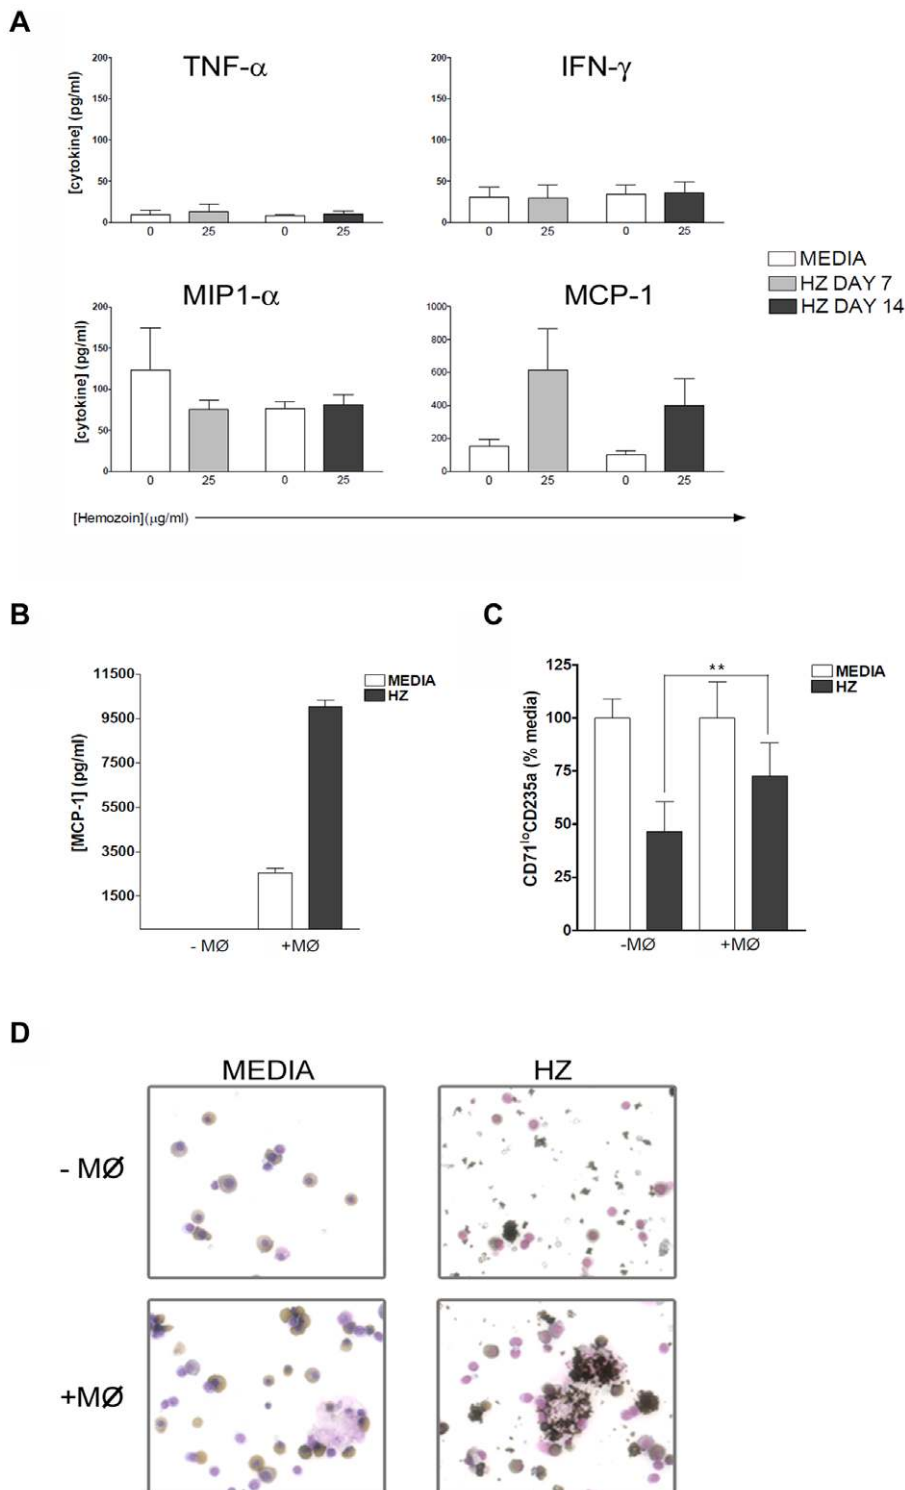 A
TNF-α
IFN-γ
[cytokine] (pg/ml)
200
150
100
50
0
0 25 0 25
200
150
100
50
0
0 25 0 25
MEDIA
HZ DAY 7
HZ DAY 14
MIP1-α
MCP-1
[cytokine] (pg/ml)
200
150
100
50
0
0 25 0 25
1000
800
600
400
200
0
0 25 0 25
[Hemozoin](μg/ml)
B
[MCP-1] (pg/ml)
11500
9500
7500
5500
3500
1500
- MØ +MØ
MEDIA
HZ
C
CD71loCD235a (% media)
125
100
75
50
25
0
**
-MØ +MØ
MEDIA
HZ
D
MEDIA HZ
- MØ
+MØ